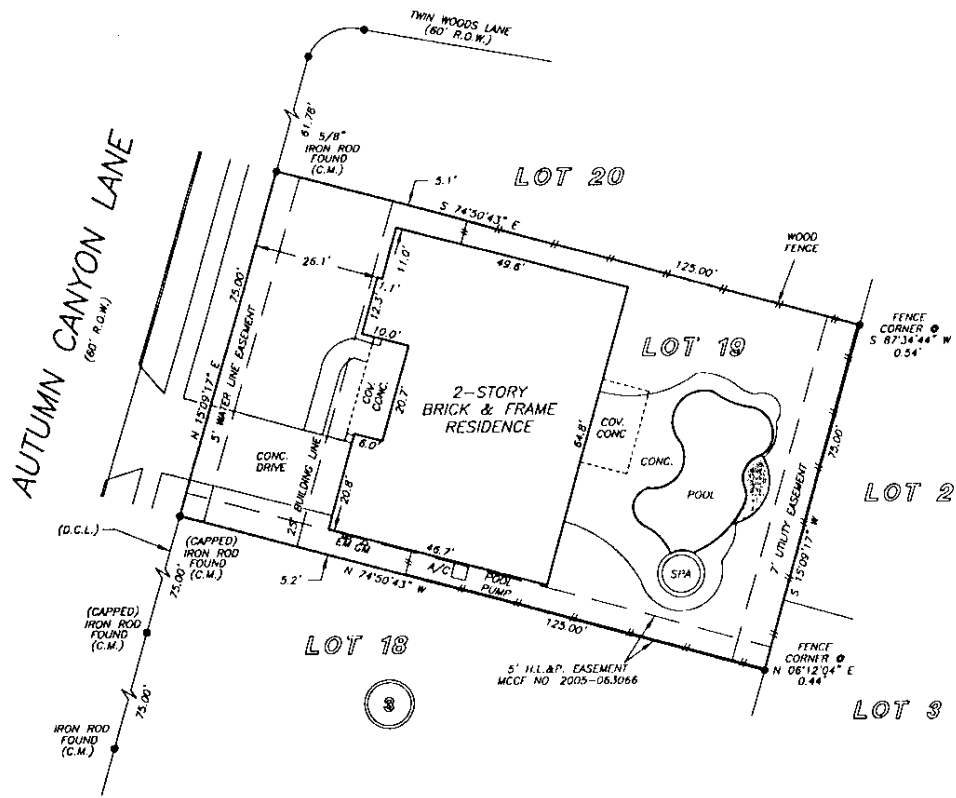 TWIN WOODS LANE
(60' R.O.W.)
61.78'
5/8"
IRON ROD
FOUND
(C.M.)
AUTUMN CANYON LANE
(60' R.O.W.)
LOT 20
5.1'
S 74°50'43" E
125.00'
WOOD
FENCE
26.1'
11.0'
1.1'
12.3'
49.6'
10.0'
75.00'
N 15°09'17" E
5' WATER LINE EASEMENT
FENCE
CORNER @
S 87°34'44" W
0.54'
LOT 19
2-STORY
BRICK & FRAME
RESIDENCE
COV.
CONC.
20.7'
6.0'
64.8'
COV.
CONC
CONC.
POOL
SPA
75.00'
S 15°09'17" W
7' UTILITY EASEMENT
LOT 2
CONC.
DRIVE
25' BUILDING LINE
20.8'
EM GM
46.7'
A/C
POOL
PUMP
(D.C.L.)
(CAPPED)
IRON ROD
FOUND
(C.M.)
5.2'
N 74°50'43" W
125.00'
75.00'
(CAPPED)
IRON ROD
FOUND
(C.M.)
LOT 18
5' H.L.&P. EASEMENT
MCCF NO 2005-063066
FENCE
CORNER @
N 06°12'04" E
0.44'
LOT 3
75.00'
IRON ROD
FOUND
(C.M.)